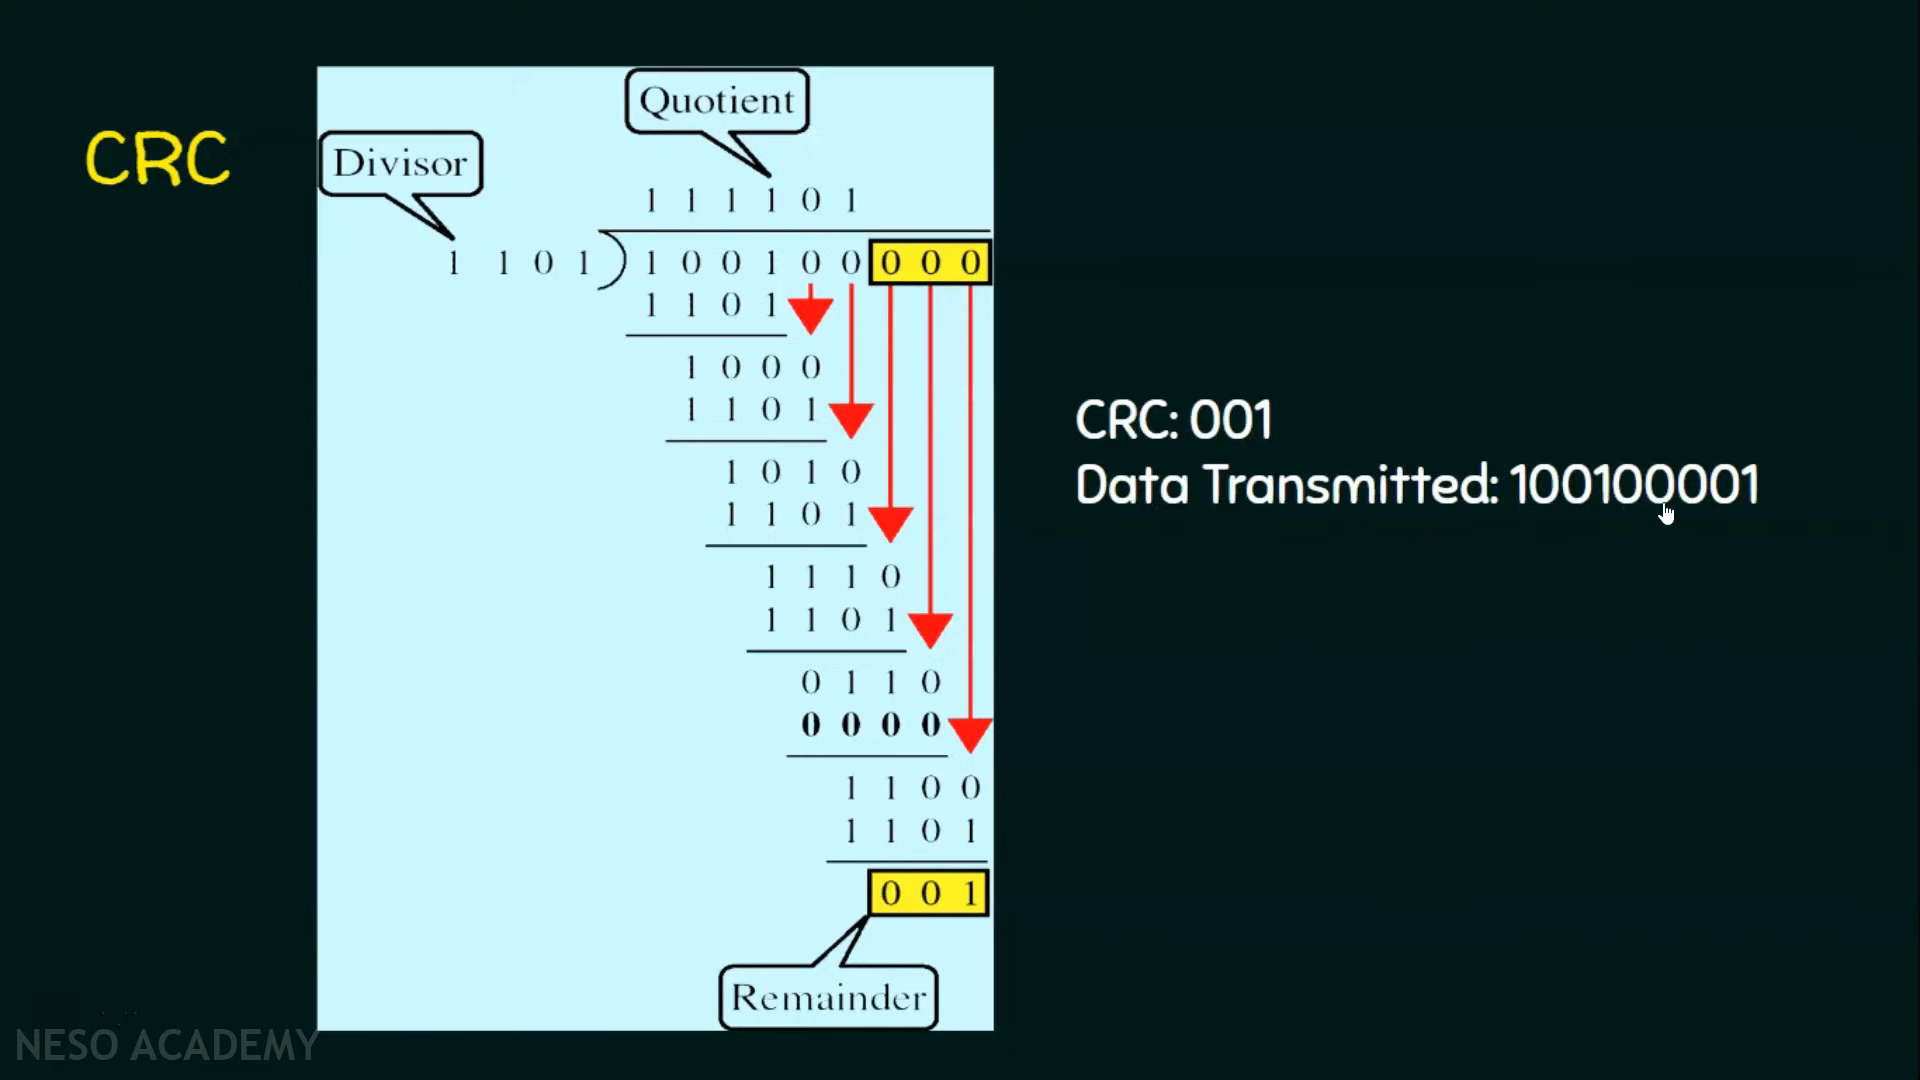 Quotient
CRC
Divisor
1 1 1 1 0 1
1 1 0 1 1 0 0 1 0 0 0 0 0
1 1 0 1
1 0 0 0
1 1 0 1
1 0 1 0
1 1 0 1
1 1 1 0
1 1 0 1
0 1 1 0
0 0 0 0
1 1 0 0
1 1 0 1
0 0 1
Remainder
CRC: 001
Data Transmitted: 100100001
NESO ACADEMY